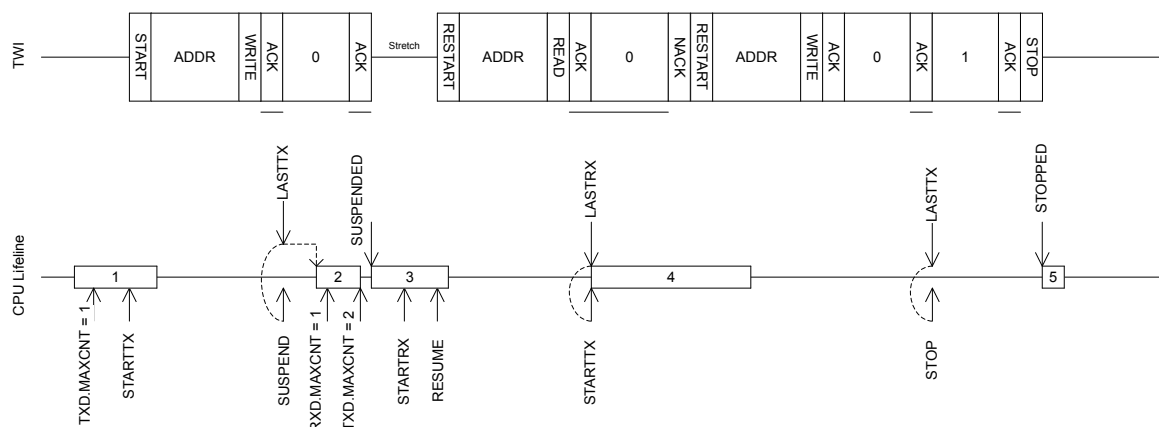 TWI
START
ADDR
WRITE
ACK
0
ACK
Stretch
RESTART
ADDR
READ
ACK
0
NACK
RESTART
ADDR
WRITE
ACK
0
ACK
1
ACK
STOP
CPU Lifeline
LASTTX
SUSPENDED
LASTRX
LASTTX
STOPPED
1
2
3
4
5
TXD.MAXCNT = 1
STARTTX
SUSPEND
RXD.MAXCNT = 1
TXD.MAXCNT = 2
STARTRX
RESUME
STARTTX
STOP